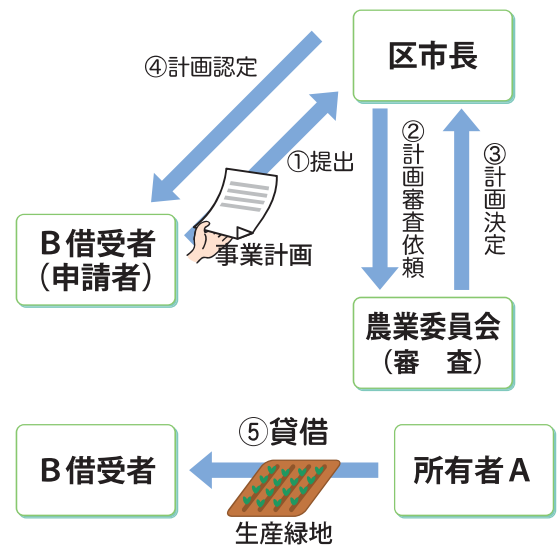 区市長
④計画認定
①提出
②計画審査依頼
③計画決定
事業計画
B借受者
（申請者）
農業委員会
（審　査）
⑤貸借
B借受者
所有者A
生産緑地